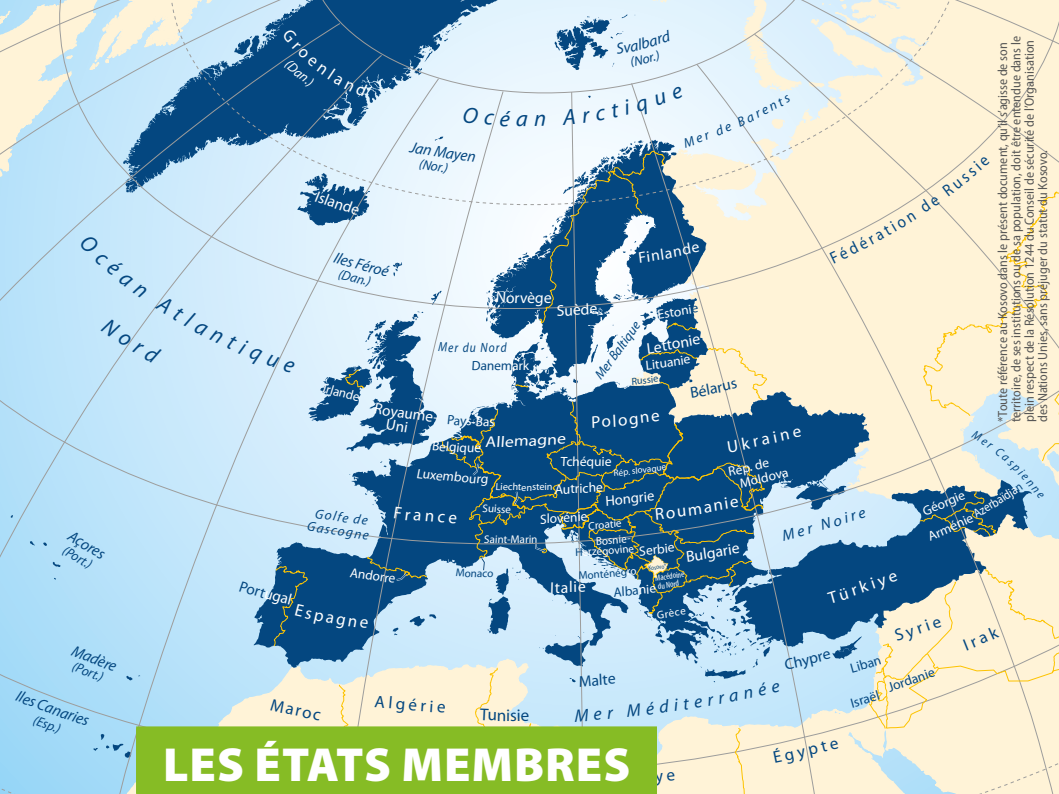 Groenland
(Dan.)
Svalbard
(Nor.)
Océan Arctique
Mer de Barents
Jan Mayen
(Nor.)
Islande
Fédération de Russie
Iles Féroé
(Dan.)
Océan Atlantique
Nord
Finlande
Norvège
Suède
Estonie
Mer du Nord
Mer Baltique
Lettonie
Danemark
Lituanie
Russie
Bélarus
Irlande
Royaume
Uni
Pays-Bas
Pologne
Belgique
Allemagne
Ukraine
Luxembourg
Tchéquie
Rép. slovaque
Rép. de
Moldova
Liechtenstein
Autriche
Hongrie
Mer Caspienne
Suisse
France
Slovénie
Croatie
Roumanie
Géorgie
Azerbaïdjan
Arménie
Golfe de
Gascogne
Saint-Marin
Bosnie
Herzégovine
Serbie
Bulgarie
Mer Noire
Açores
(Port.)
Andorre
Monaco
Monténégro
Macédoine
du Nord
Italie
Albanie
Türkiye
Portugal
Espagne
Grèce
Syrie
Irak
Madère
(Port.)
Chypre
Liban
Malte
Jordanie
Israël
Iles Canaries
(Esp.)
Maroc
Algérie
Tunisie
Mer Méditerranée
Égypte
ye
LES ÉTATS MEMBRES
*Toute référence au Kosovo dans le présent document, qu'il s'agisse de son
territoire, de ses institutions ou de sa population, doit être entendue dans le
plein respect de la Résolution 1244 du Conseil de sécurité de l'Organisation
des Nations Unies, sans préjuger du statut du Kosovo.